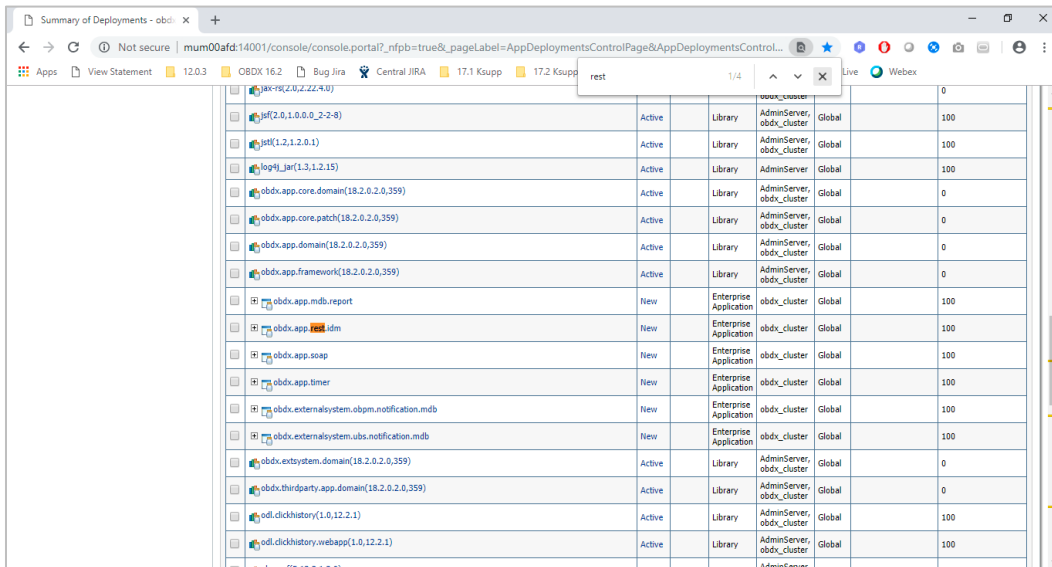 Summary of Deployments - obd
Not secure | mum00afd:14001/console/console.portal?_nfpb=true&_pageLabel=AppDeploymentsControlPage&AppDeploymentsControl...
Apps View Statement 12.0.3 OBDX 16.2 Bug Jira Central JIRA 17.1 Ksupp 17.2 Ksupp Live Webex
rest 1/4
jax-rs(2.0,2.22.4.0) obdx_cluster 0
jsf(2.0,1.0.0.0_2-2-8) Active Library AdminServer, obdx_cluster Global 100
jstl(1.2,1.2.0.1) Active Library AdminServer, obdx_cluster Global 100
log4j_jar(1.3,1.2.15) Active Library AdminServer Global 100
obdx.app.core.domain(18.2.0.2.0,359) Active Library AdminServer, obdx_cluster Global 0
obdx.app.core.patch(18.2.0.2.0,359) Active Library AdminServer, obdx_cluster Global 0
obdx.app.domain(18.2.0.2.0,359) Active Library AdminServer, obdx_cluster Global 0
obdx.app.framework(18.2.0.2.0,359) Active Library AdminServer, obdx_cluster Global 0
obdx.app.mdb.report New Enterprise Application obdx_cluster Global 100
obdx.app.rest.idm New Enterprise Application obdx_cluster Global 100
obdx.app.soap New Enterprise Application obdx_cluster Global 100
obdx.app.timer New Enterprise Application obdx_cluster Global 100
obdx.externalsystem.obpm.notification.mdb New Enterprise Application obdx_cluster Global 100
obdx.externalsystem.ubs.notification.mdb New Enterprise Application obdx_cluster Global 100
obdx.extsystem.domain(18.2.0.2.0,359) Active Library AdminServer, obdx_cluster Global 0
obdx.thirdparty.app.domain(18.2.0.2.0,359) Active Library AdminServer, obdx_cluster Global 0
odl.clickhistory(1.0,12.2.1) Active Library AdminServer, obdx_cluster Global 100
odl.clickhistory.webapp(1.0,12.2.1) Active Library AdminServer, obdx_cluster Global 100